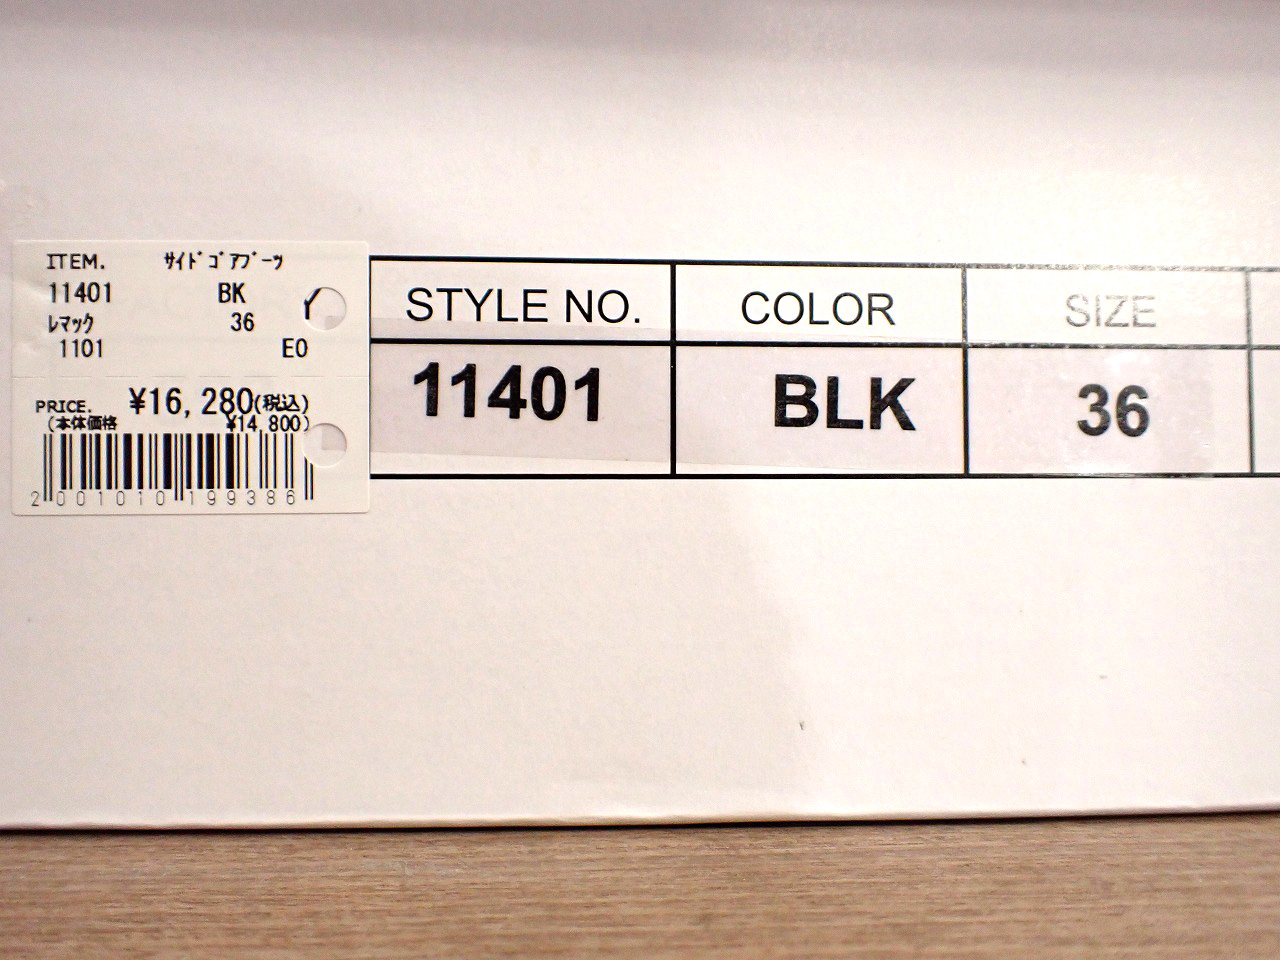 ITEM. ｻｲﾄﾞｺﾞｱﾌﾞｰﾂ
11401 BK
ﾚﾏｯｸ 36
1101 E0
PRICE. ¥16,280(税込)
(本体価格 ¥14,800)
2001010199386
STYLE NO. COLOR SIZE
11401 BLK 36